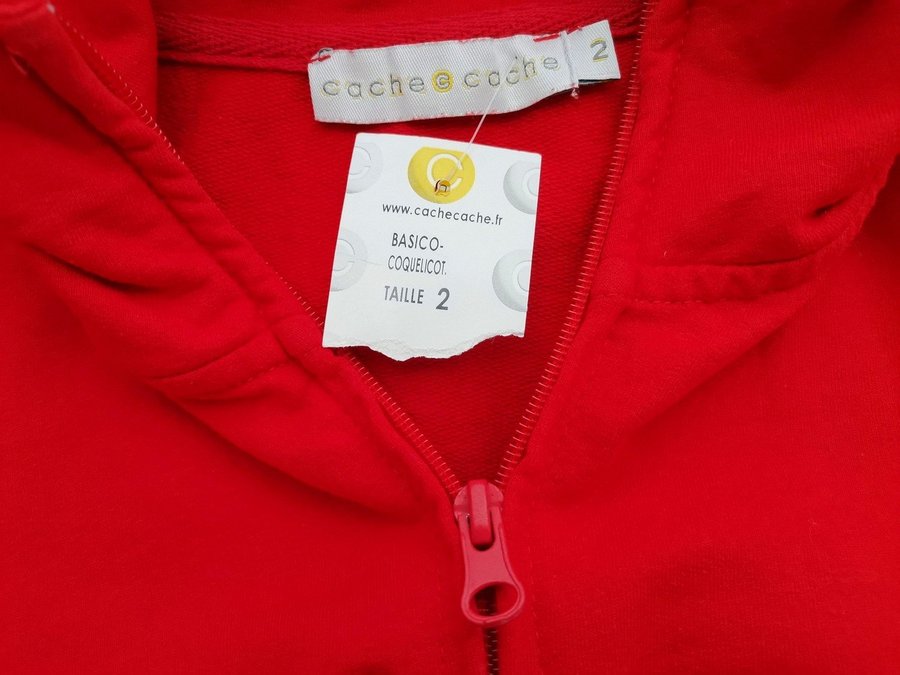 cache c cache 2
C
www.cachecache.fr
BASICO-
COQUELICOT.
TAILLE 2